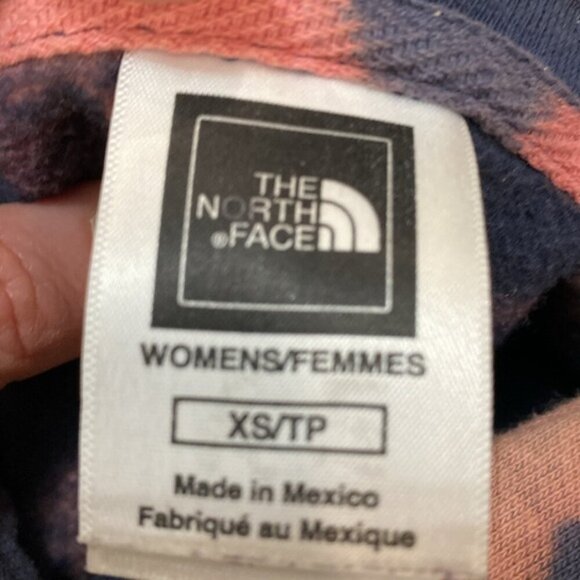 THE
NORTH
®FACE
WOMENS/FEMMES
XS/TP
Made in Mexico
Fabriqué au Mexique